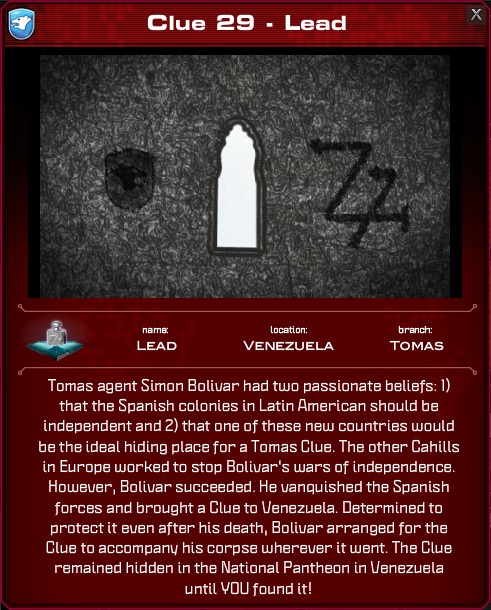 Clue 29 - Lead
X
name:
location:
branch:
Lead
Venezuela
Tomas
Tomas agent Simon Bolivar had two passionate beliefs: 1)
that the Spanish colonies in Latin American should be
independent and 2) that one of these new countries would
be the ideal hiding place for a Tomas Clue. The other Cahills
in Europe worked to stop Bolivar's wars of independence.
However, Bolivar succeeded. He vanquished the Spanish
forces and brought a Clue to Venezuela. Determined to
protect it even after his death, Bolivar arranged for the
Clue to accompany his corpse wherever it went. The Clue
remained hidden in the National Pantheon in Venezuela
until YOU found it!